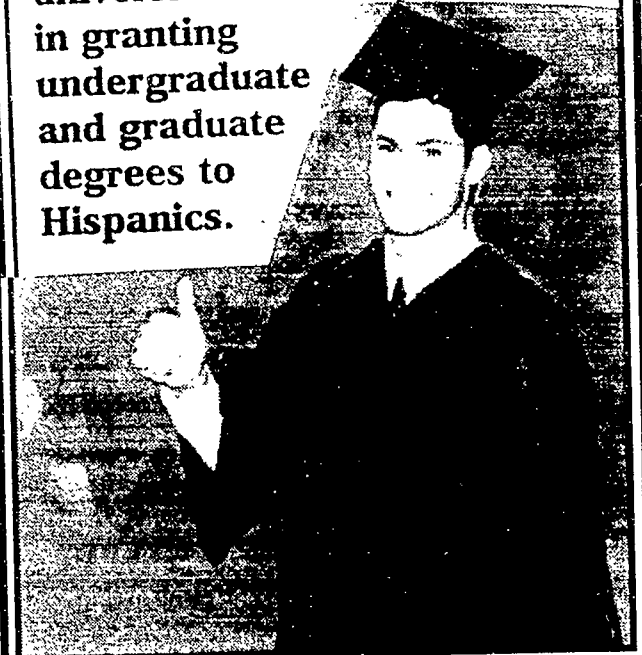 in granting
undergraduate
and graduate
degrees to
Hispanics.